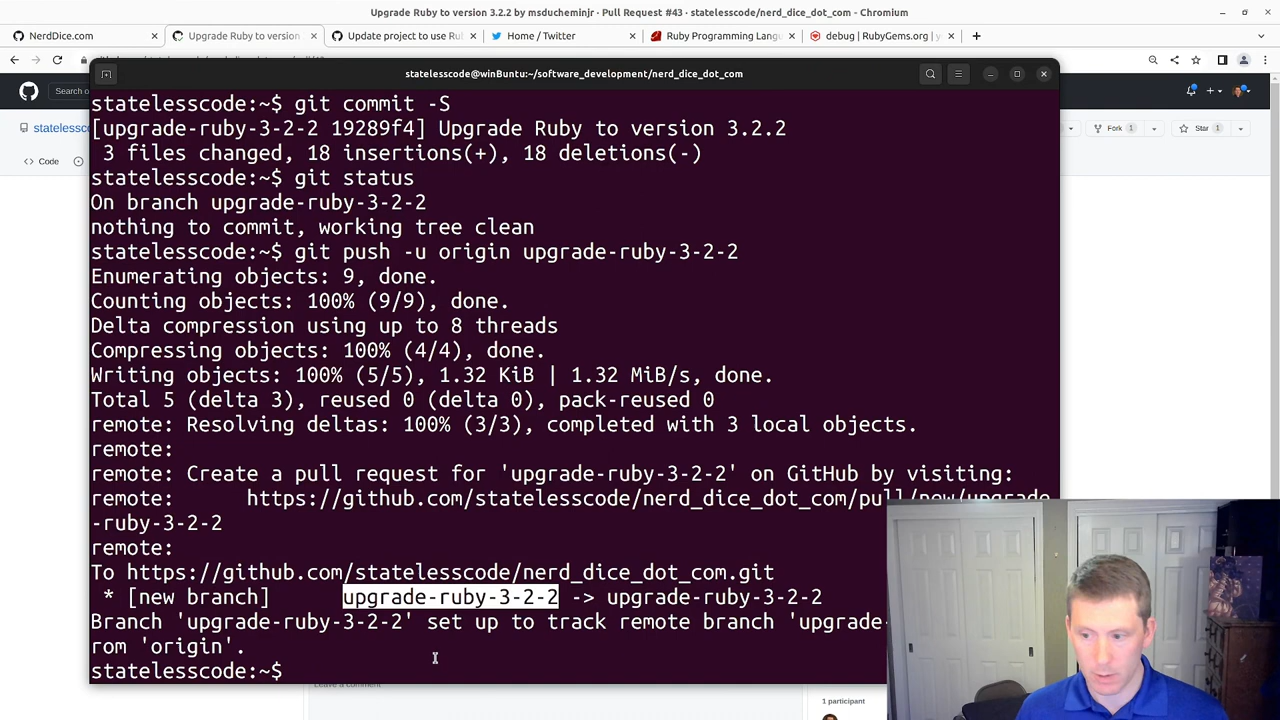 Upgrade Ruby to version 3.2.2 by msducheminjr · Pull Request #43 · statelesscode/nerd_dice_dot_com - Chromium
NerdDice.com
Upgrade Ruby to version
Update project to use Ru
Home / Twitter
Ruby Programming Langu
debug | RubyGems.org | y
statelesscode@winBuntu:~/software_development/nerd_dice_dot_com
Search o
statelessc
Fork 1
Star 1
Code
statelesscode:~$ git commit -S
[upgrade-ruby-3-2-2 19289f4] Upgrade Ruby to version 3.2.2
3 files changed, 18 insertions(+), 18 deletions(-)
statelesscode:~$ git status
On branch upgrade-ruby-3-2-2
nothing to commit, working tree clean
statelesscode:~$ git push -u origin upgrade-ruby-3-2-2
Enumerating objects: 9, done.
Counting objects: 100% (9/9), done.
Delta compression using up to 8 threads
Compressing objects: 100% (4/4), done.
Writing objects: 100% (5/5), 1.32 KiB | 1.32 MiB/s, done.
Total 5 (delta 3), reused 0 (delta 0), pack-reused 0
remote: Resolving deltas: 100% (3/3), completed with 3 local objects.
remote:
remote: Create a pull request for 'upgrade-ruby-3-2-2' on GitHub by visiting:
remote:      https://github.com/statelesscode/nerd_dice_dot_com/pull/new/upgrade
-ruby-3-2-2
remote:
To https://github.com/statelesscode/nerd_dice_dot_com.git
* [new branch]      upgrade-ruby-3-2-2 -> upgrade-ruby-3-2-2
Branch 'upgrade-ruby-3-2-2' set up to track remote branch 'upgrade-
rom 'origin'.
statelesscode:~$
1 participant